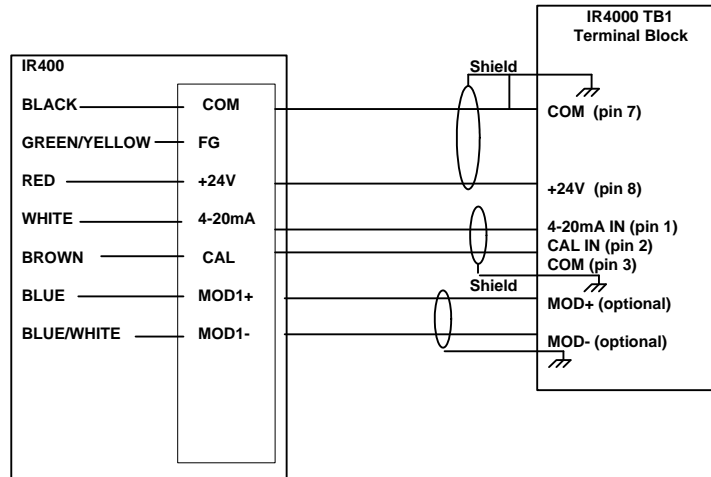 IR4000 TB1
Terminal Block
IR400
Shield
BLACK COM
COM (pin 7)
GREEN/YELLOW FG
RED +24V
+24V (pin 8)
WHITE 4-20mA
4-20mA IN (pin 1)
BROWN CAL
CAL IN (pin 2)
COM (pin 3)
Shield
BLUE MOD1+
MOD+ (optional)
BLUE/WHITE MOD1-
MOD- (optional)